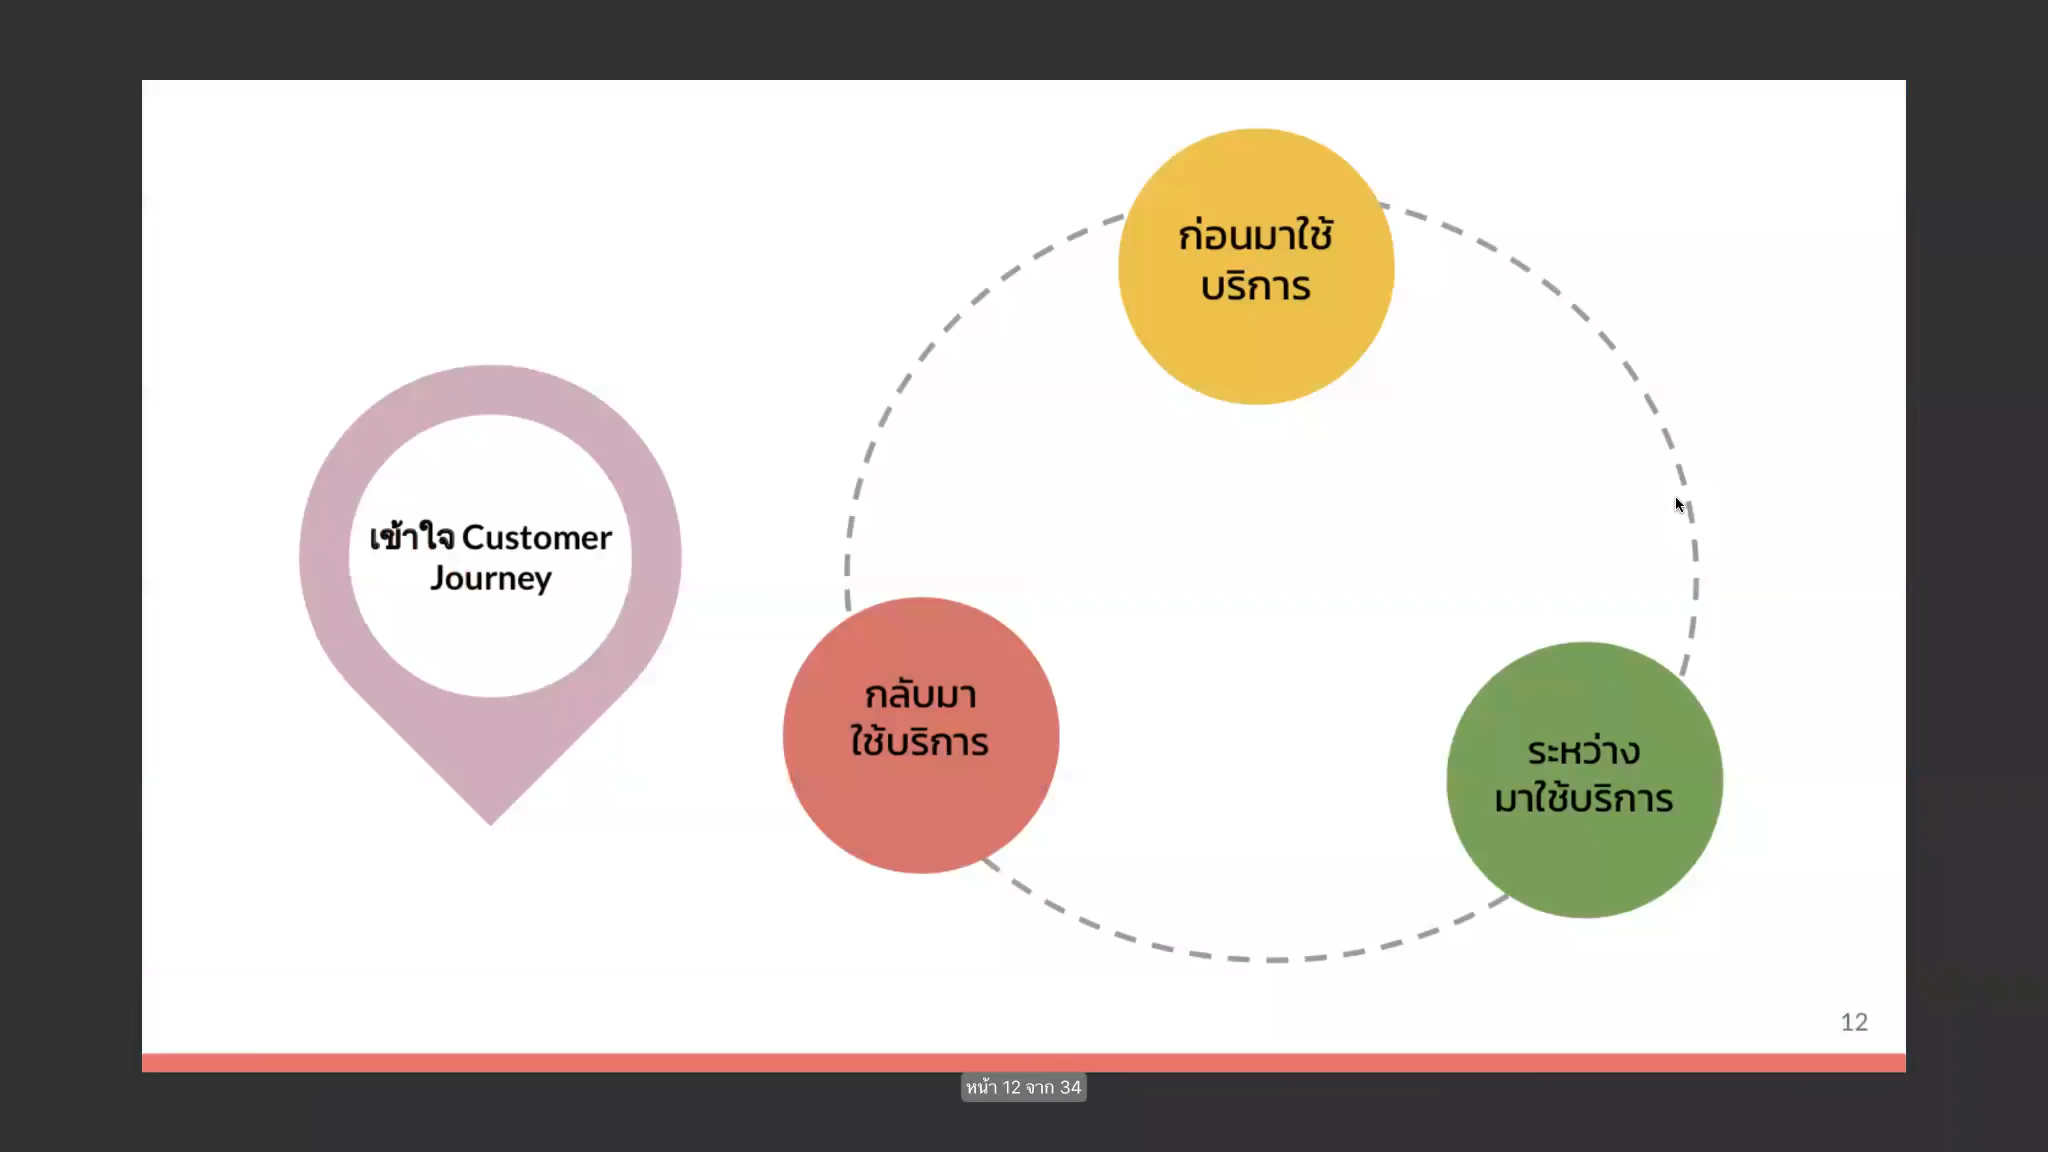 เข้าใจ Customer
Journey
ก่อนมาใช้
บริการ
กลับมา
ใช้บริการ
ระหว่าง
มาใช้บริการ
12
หน้า 12 จาก 34